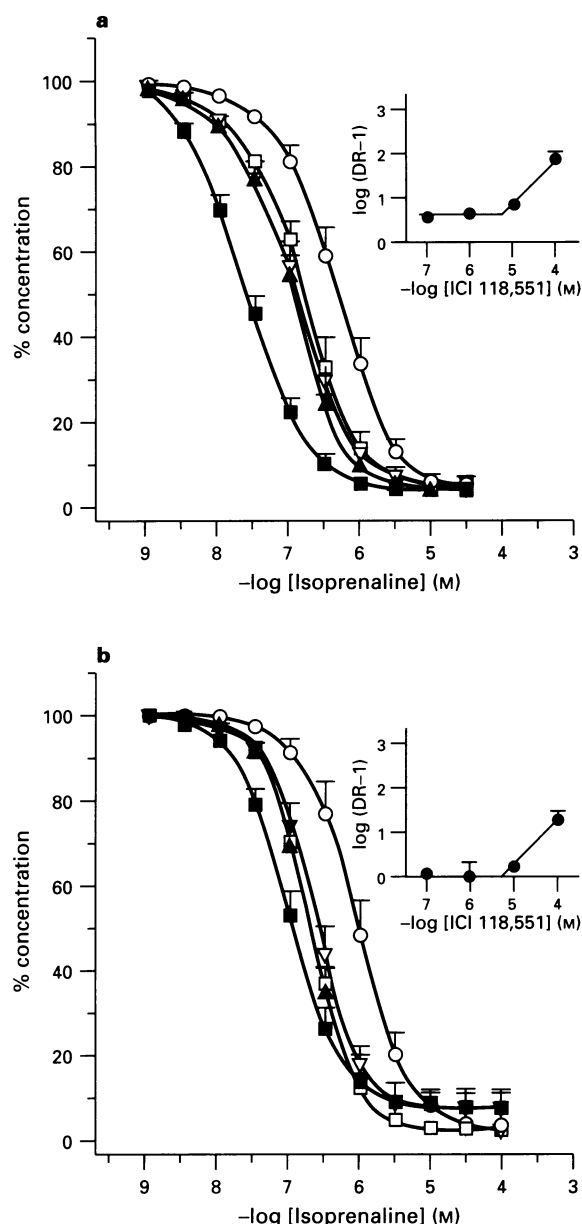 a
% concentration
100
80
60
40
20
0
9 8 7 6 5 4 3
–log [Isoprenaline] (M)
log (DR–1)
3
2
1
0
7 6 5 4
–log [ICI 118,551] (M)
b
% concentration
100
80
60
40
20
0
9 8 7 6 5 4 3
–log [Isoprenaline] (M)
log (DR–1)
3
2
1
0
7 6 5 4
–log [ICI 118,551] (M)